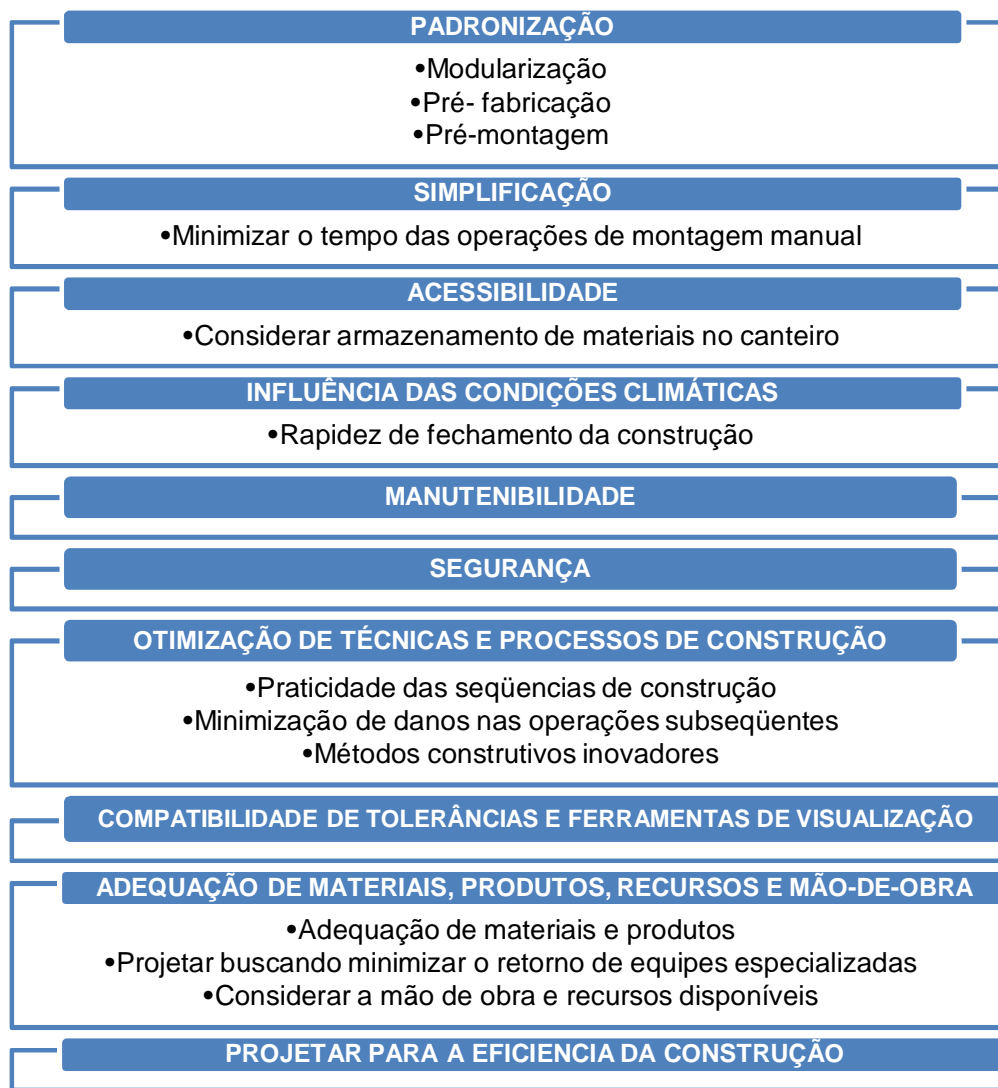 PADRONIZAÇÃO
•Modularização
•Pré- fabricação
•Pré-montagem
SIMPLIFICAÇÃO
•Minimizar o tempo das operações de montagem manual
ACESSIBILIDADE
•Considerar armazenamento de materiais no canteiro
INFLUÊNCIA DAS CONDIÇÕES CLIMÁTICAS
•Rapidez de fechamento da construção
MANUTENIBILIDADE
SEGURANÇA
OTIMIZAÇÃO DE TÉCNICAS E PROCESSOS DE CONSTRUÇÃO
•Praticidade das seqüencias de construção
•Minimização de danos nas operações subseqüentes
•Métodos construtivos inovadores
COMPATIBILIDADE DE TOLERÂNCIAS E FERRAMENTAS DE VISUALIZAÇÃO
ADEQUAÇÃO DE MATERIAIS, PRODUTOS, RECURSOS E MÃO-DE-OBRA
•Adequação de materiais e produtos
•Projetar buscando minimizar o retorno de equipes especializadas
•Considerar a mão de obra e recursos disponíveis
PROJETAR PARA A EFICIENCIA DA CONSTRUÇÃO